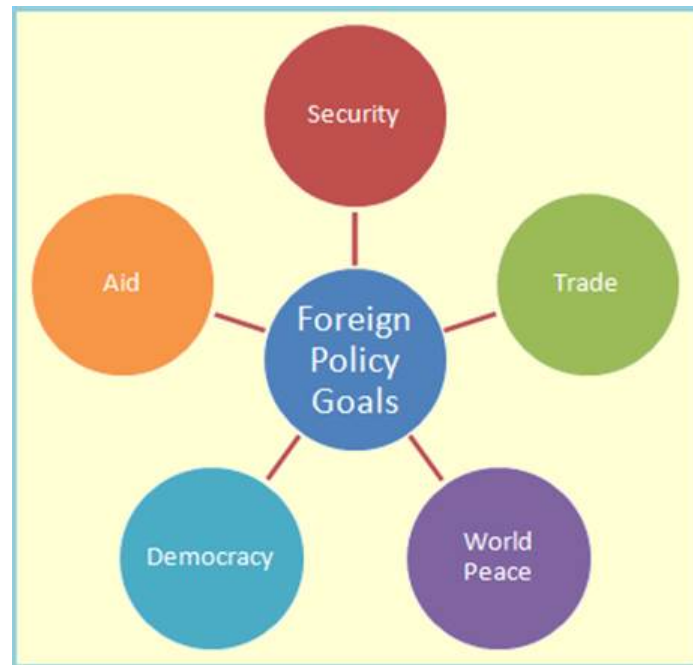 Security
Aid
Trade
Foreign
Policy
Goals
Democracy
World
Peace